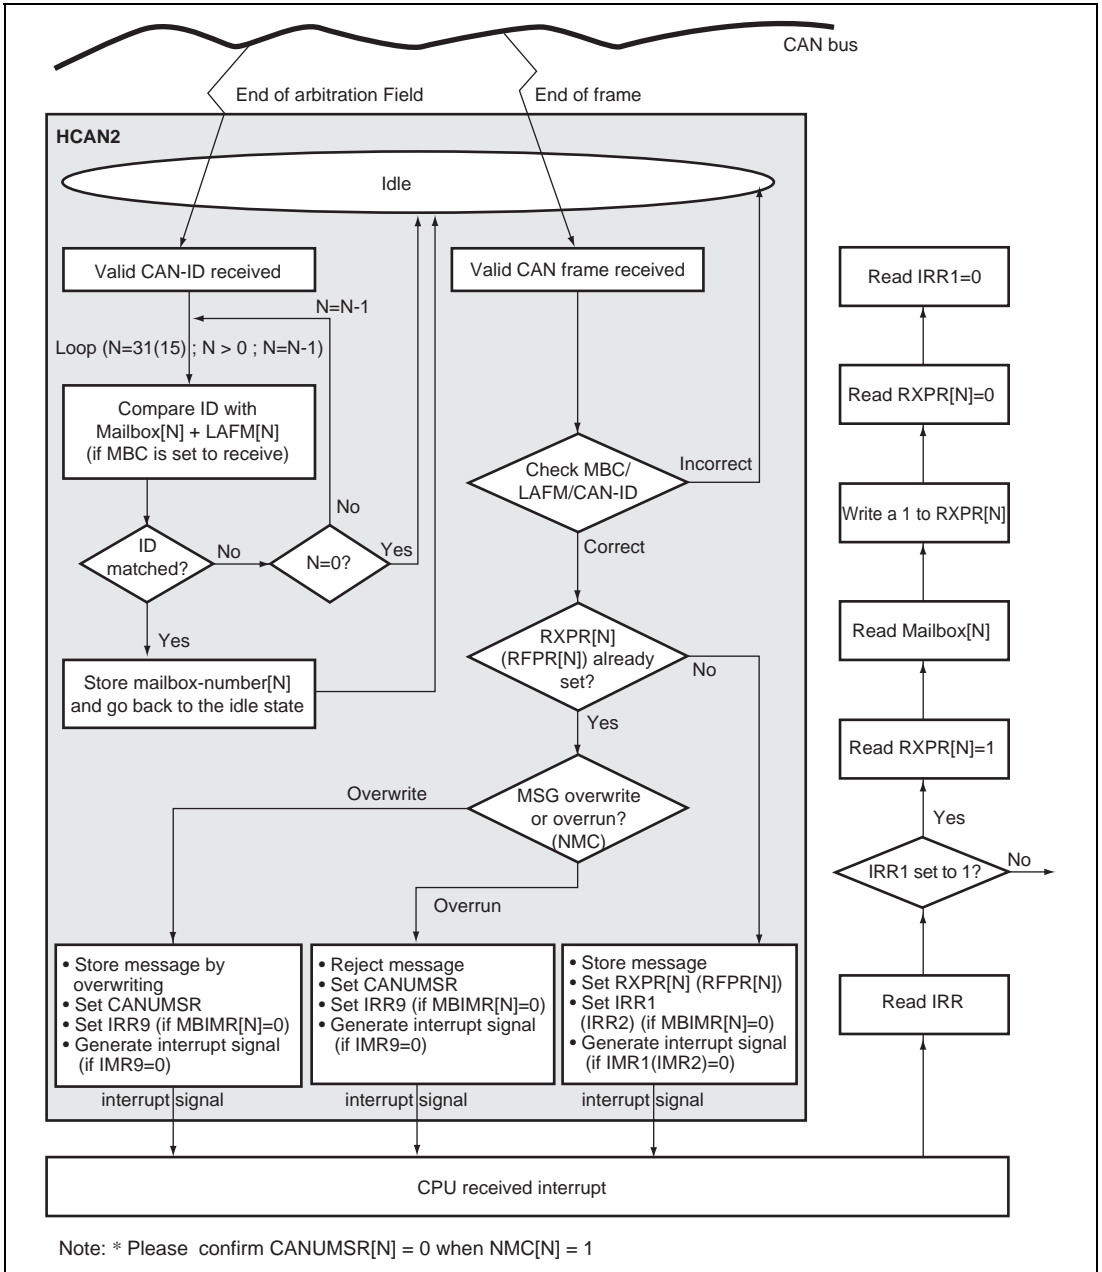 CAN bus
End of arbitration Field
End of frame
HCAN2
Idle
Valid CAN-ID received
Valid CAN frame received
Read IRR1=0
N=N-1
Loop (N=31(15) ; N > 0 ; N=N-1)
Compare ID with
Mailbox[N] + LAFM[N]
(if MBC is set to receive)
Read RXPR[N]=0
Check MBC/
LAFM/CAN-ID
Incorrect
Correct
Write a 1 to RXPR[N]
ID
matched?
No
N=0?
No
Yes
Yes
Store mailbox-number[N]
and go back to the idle state
RXPR[N]
(RFPR[N]) already
set?
No
Yes
Read Mailbox[N]
Read RXPR[N]=1
Overwrite
MSG overwrite
or overrun?
(NMC)
Overrun
Yes
IRR1 set to 1?
No
• Store message by
overwriting
• Set CANUMSR
• Set IRR9 (if MBIMR[N]=0)
• Generate interrupt signal
(if IMR9=0)
• Reject message
• Set CANUMSR
• Set IRR9 (if MBIMR[N]=0)
• Generate interrupt signal
(if IMR9=0)
• Store message
• Set RXPR[N] (RFPR[N])
• Set IRR1
(IRR2) (if MBIMR[N]=0)
• Generate interrupt signal
(if IMR1(IMR2)=0)
Read IRR
interrupt signal
interrupt signal
interrupt signal
CPU received interrupt
Note: * Please confirm CANUMSR[N] = 0 when NMC[N] = 1